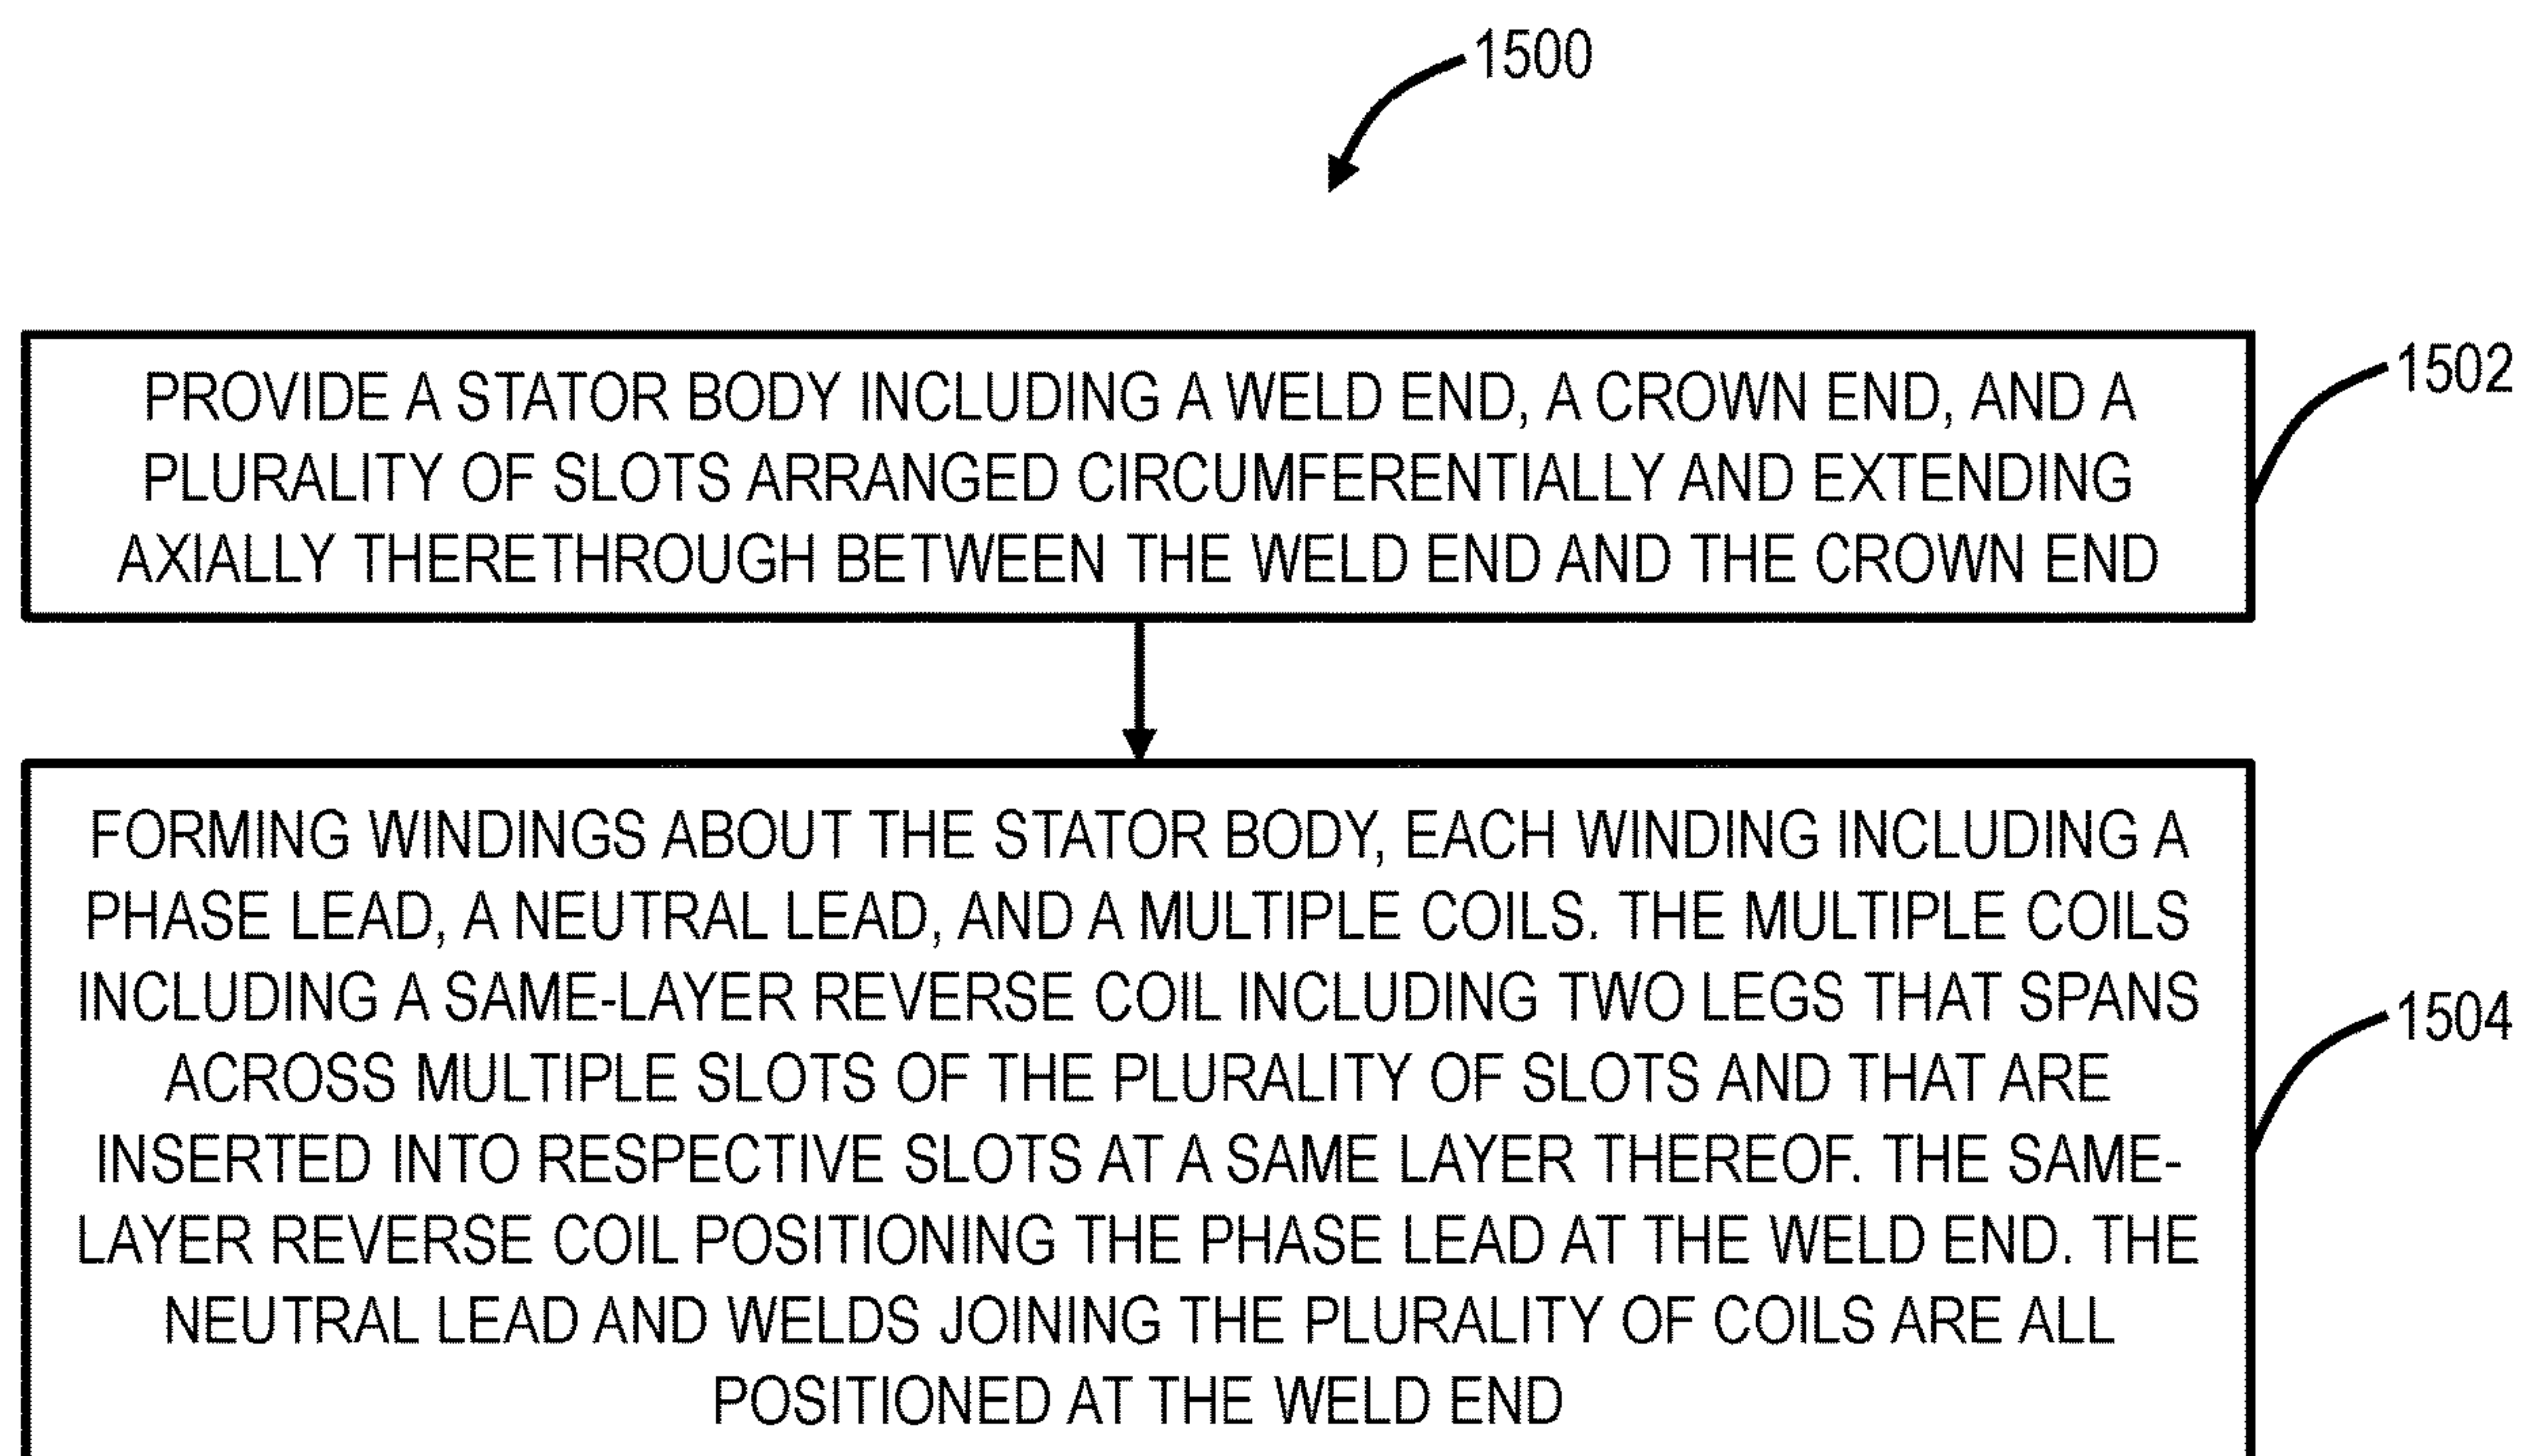 1500
PROVIDE A STATOR BODY INCLUDING A WELD END, A CROWN END, AND A
PLURALITY OF SLOTS ARRANGED CIRCUMFERENTIALLY AND EXTENDING
AXIALLY THERETHROUGH BETWEEN THE WELD END AND THE CROWN END
1502
FORMING WINDINGS ABOUT THE STATOR BODY, EACH WINDING INCLUDING A
PHASE LEAD, A NEUTRAL LEAD, AND A MULTIPLE COILS. THE MULTIPLE COILS
INCLUDING A SAME-LAYER REVERSE COIL INCLUDING TWO LEGS THAT SPANS
ACROSS MULTIPLE SLOTS OF THE PLURALITY OF SLOTS AND THAT ARE
INSERTED INTO RESPECTIVE SLOTS AT A SAME LAYER THEREOF. THE SAME-
LAYER REVERSE COIL POSITIONING THE PHASE LEAD AT THE WELD END. THE
NEUTRAL LEAD AND WELDS JOINING THE PLURALITY OF COILS ARE ALL
POSITIONED AT THE WELD END
1504